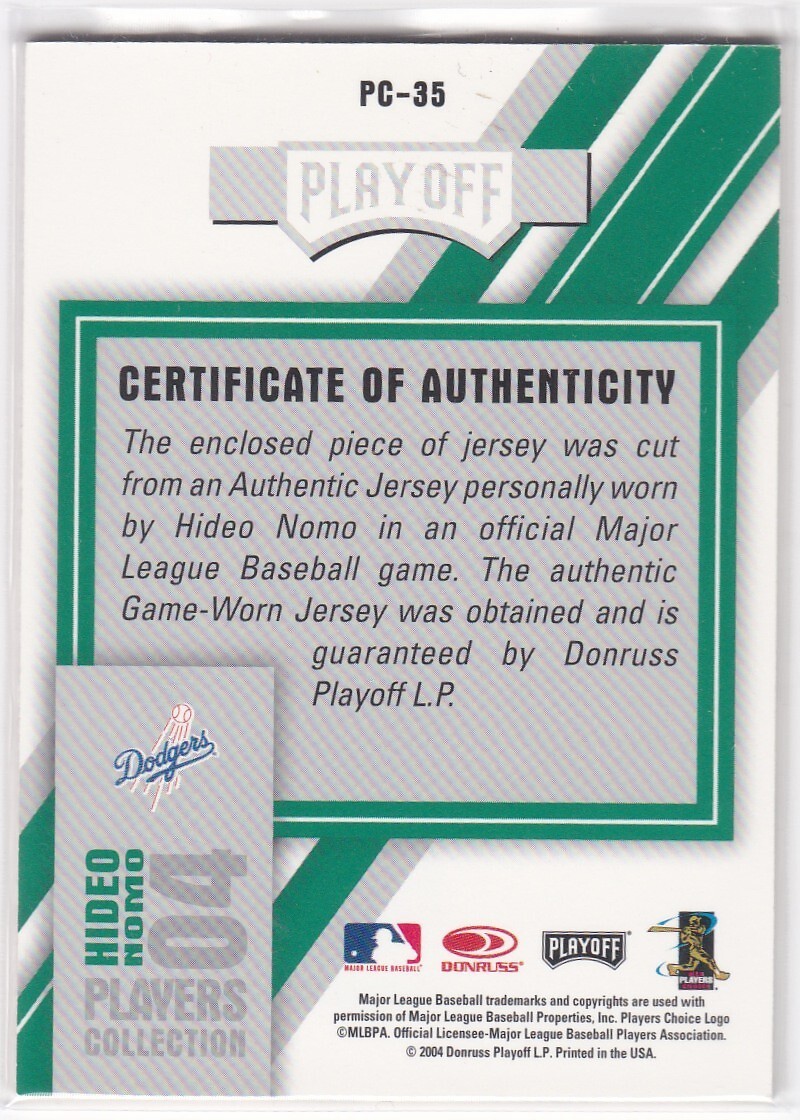 PC-35
PLAYOFF
CERTIFICATE OF AUTHENTICITY
The enclosed piece of jersey was cut
from an Authentic Jersey personally worn
by Hideo Nomo in an official Major
League Baseball game. The authentic
Game-Worn Jersey was obtained and is
guaranteed by Donruss
Playoff L.P.
Dodgers
HIDEO
NOMO
04
PLAYERS
COLLECTION
MAJOR LEAGUE BASEBALL
DONRUSS
PLAYOFF
PLAYERS
CHOICE
Major League Baseball trademarks and copyrights are used with
permission of Major League Baseball Properties, Inc. Players Choice Logo
©MLBPA. Official Licensee-Major League Baseball Players Association.
© 2004 Donruss Playoff L.P. Printed in the USA.